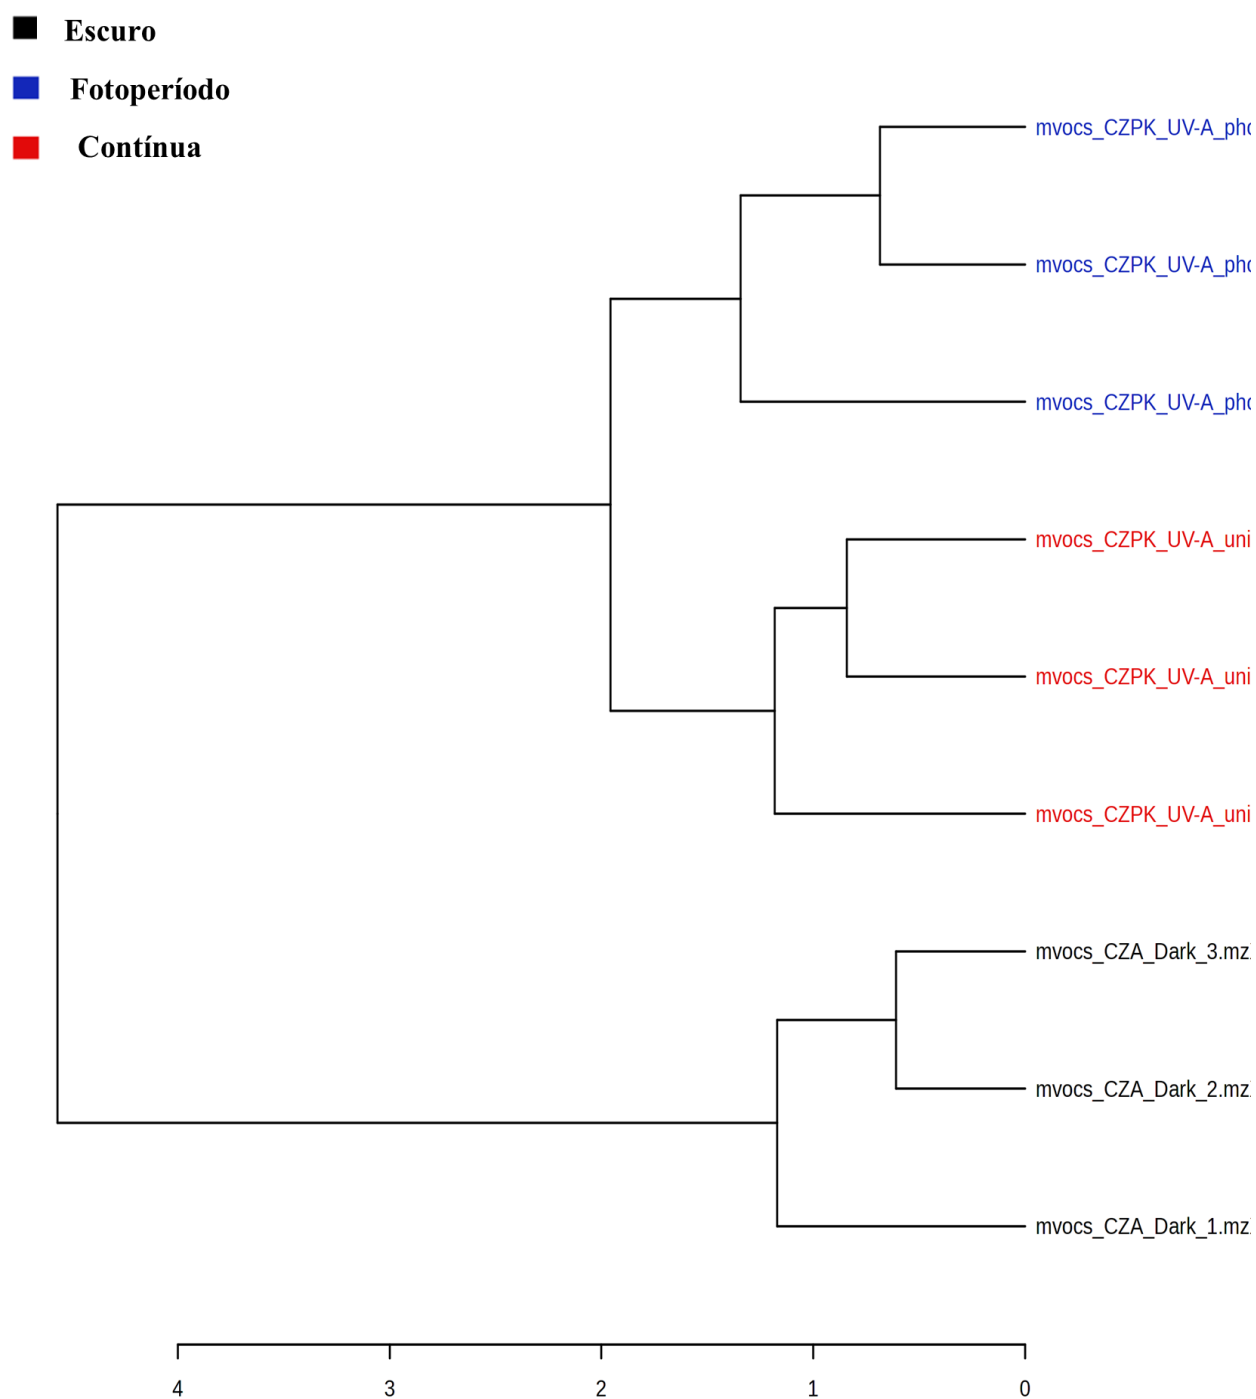 Escuro
Fotoperíodo
Contínua
mvocs_CZPK_UV-A_pho
mvocs_CZPK_UV-A_pho
mvocs_CZPK_UV-A_pho
mvocs_CZPK_UV-A_uni
mvocs_CZPK_UV-A_uni
mvocs_CZPK_UV-A_uni
mvocs_CZA_Dark_3.mz
mvocs_CZA_Dark_2.mz
mvocs_CZA_Dark_1.mz
4 3 2 1 0